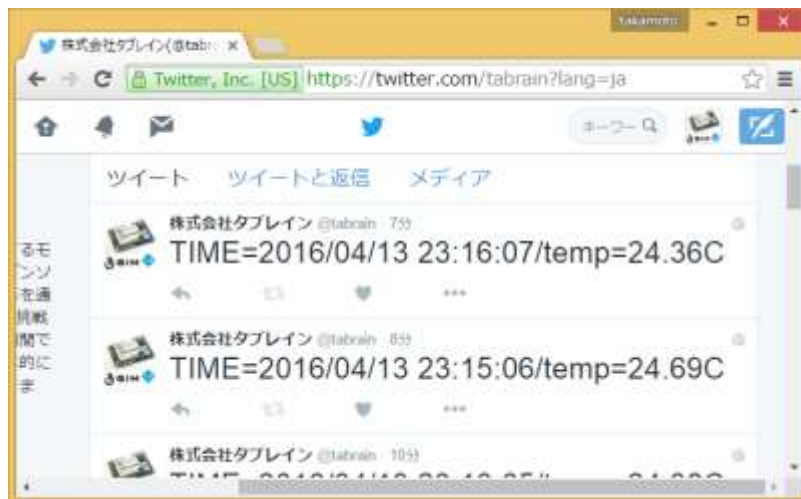 takamoto
株式会社タブレイン(@tabr
Twitter, Inc. [US] https://twitter.com/tabrain?lang=ja
キーワー
ツイート ツイートと返信 メディア
株式会社タブレイン @tabrain · 7分
TIME=2016/04/13 23:16:07/temp=24.36C
るモ
ンソ
を通
挑戦
間で
的に
ま
株式会社タブレイン @tabrain · 8分
TIME=2016/04/13 23:15:06/temp=24.69C
株式会社タブレイン @tabrain · 10分